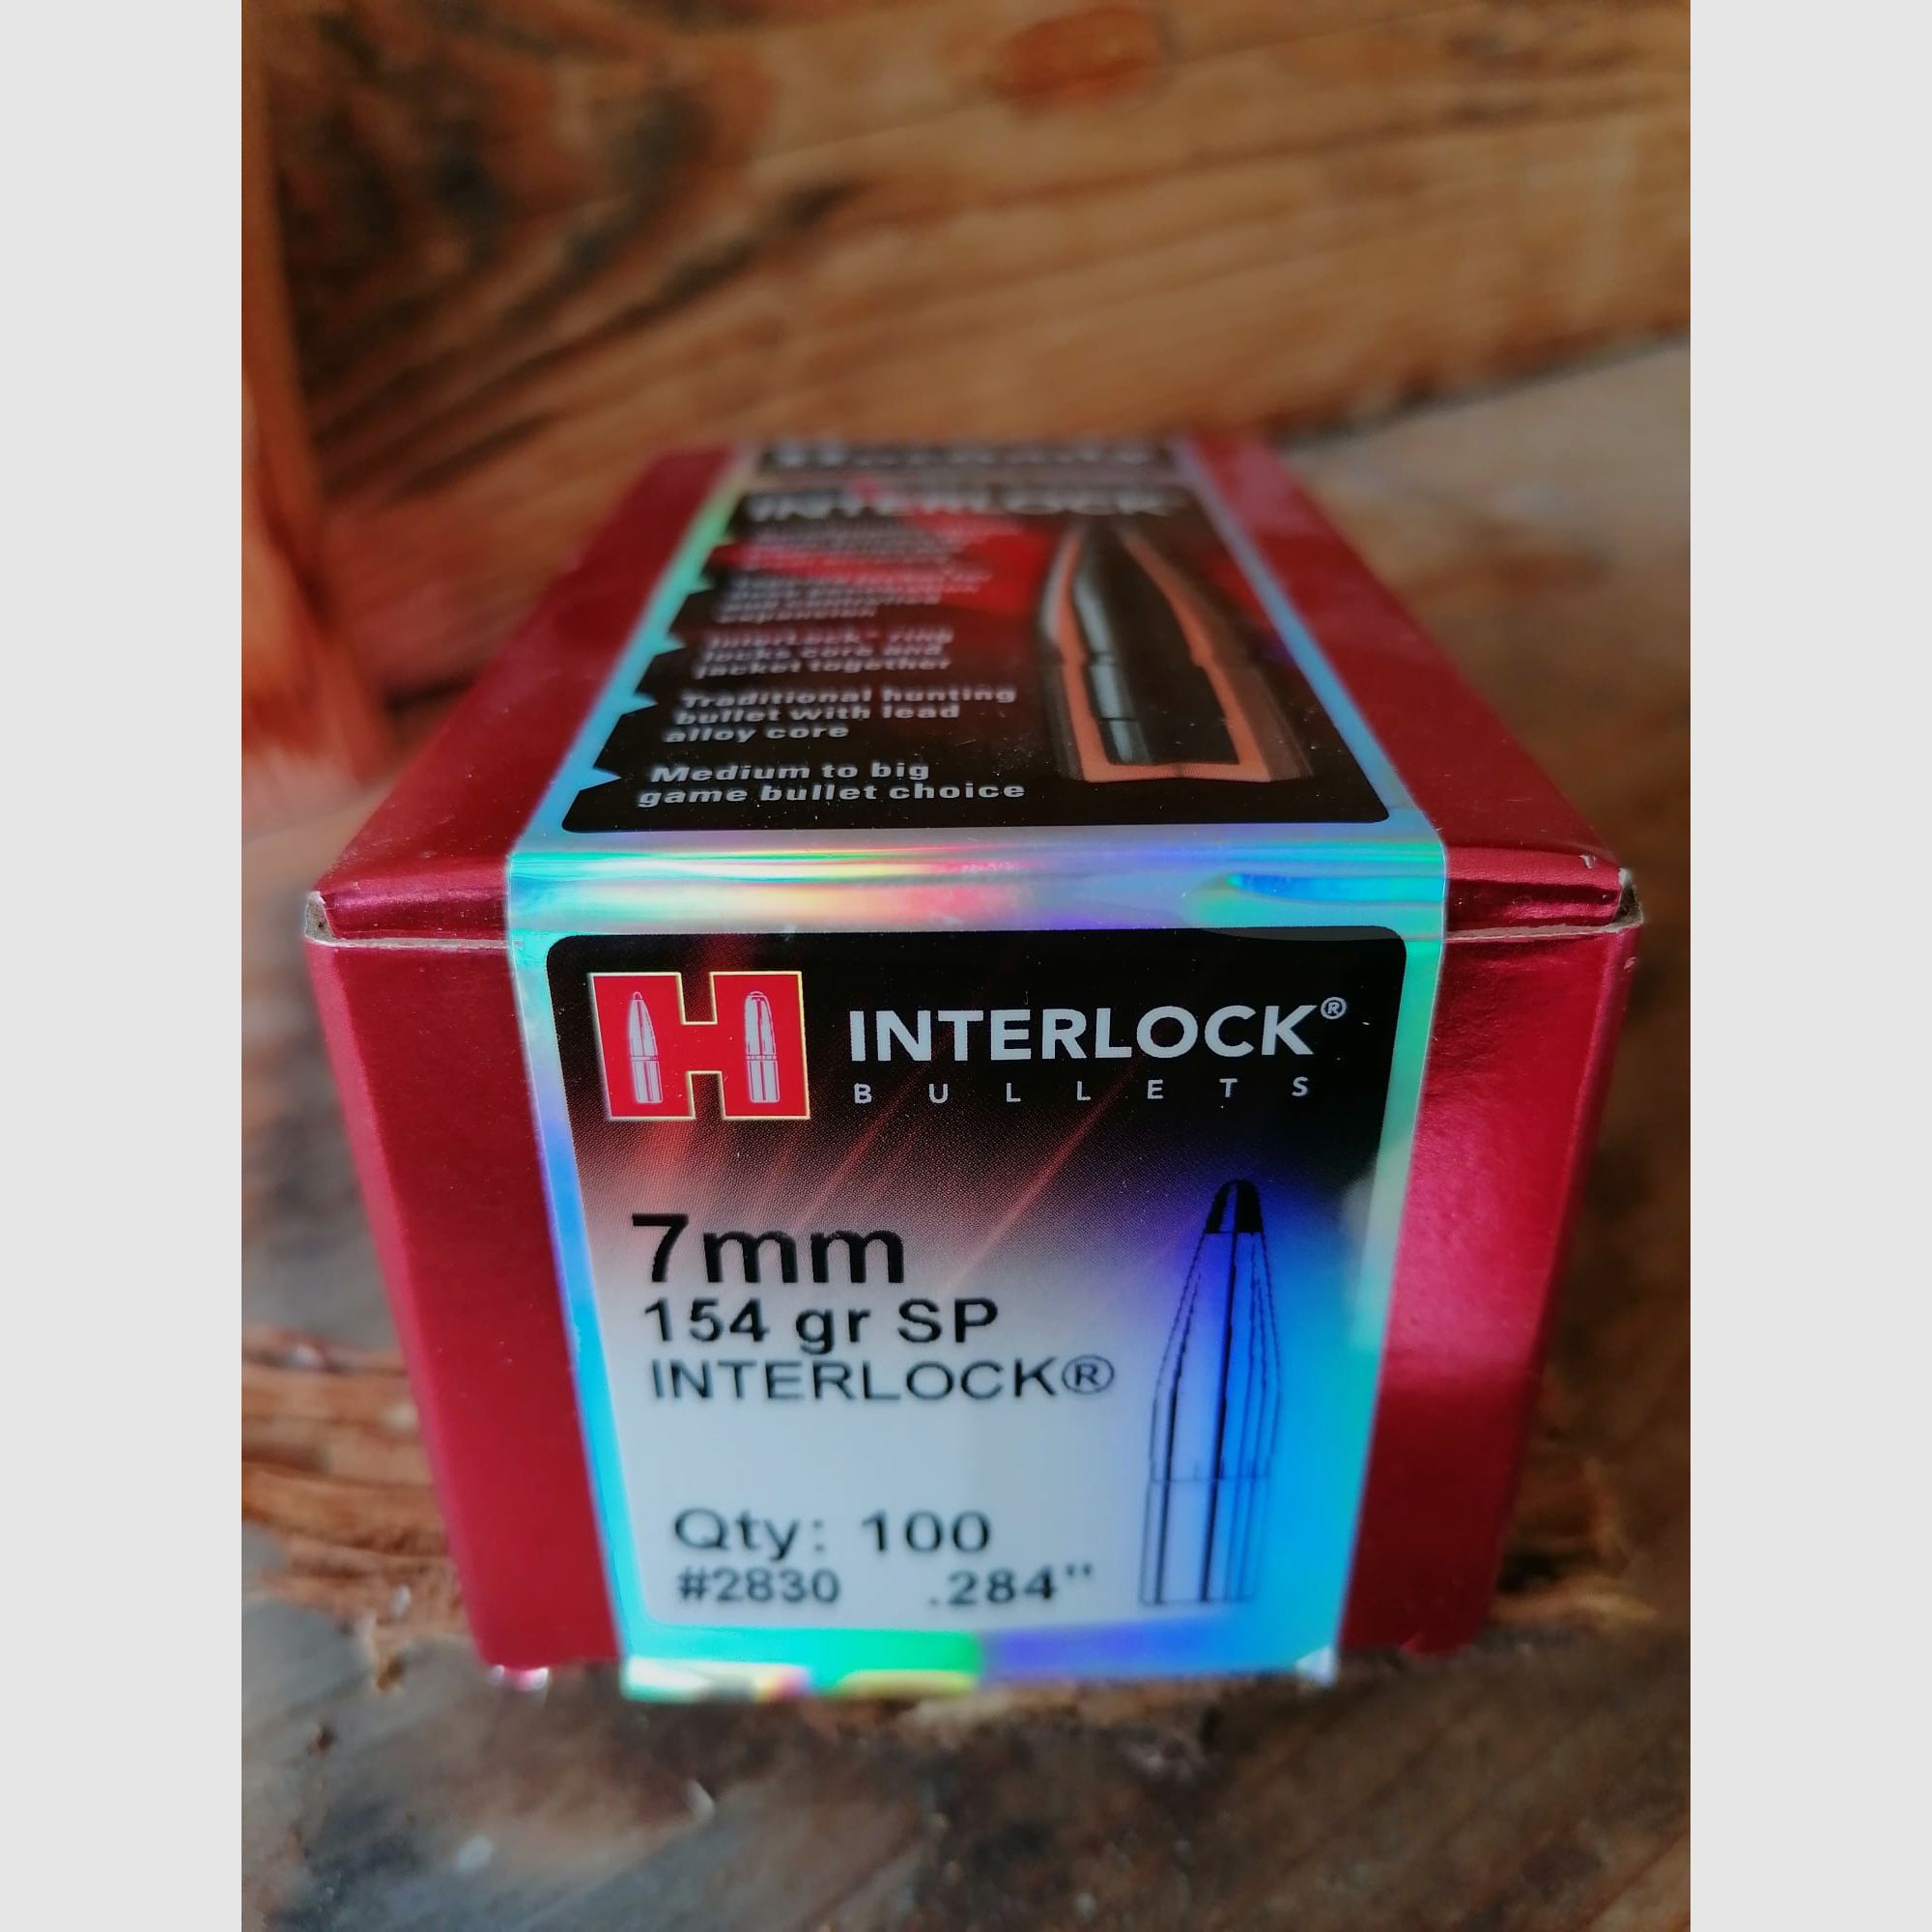 INTERLOCK
InterLock™ ring
locks core and
jacket together
Traditional hunting
bullet with lead
alloy core
Medium to big
game bullet choice
H INTERLOCK®
BULLETS
7mm
154 gr SP
INTERLOCK®
Qty: 100
#2830 .284"